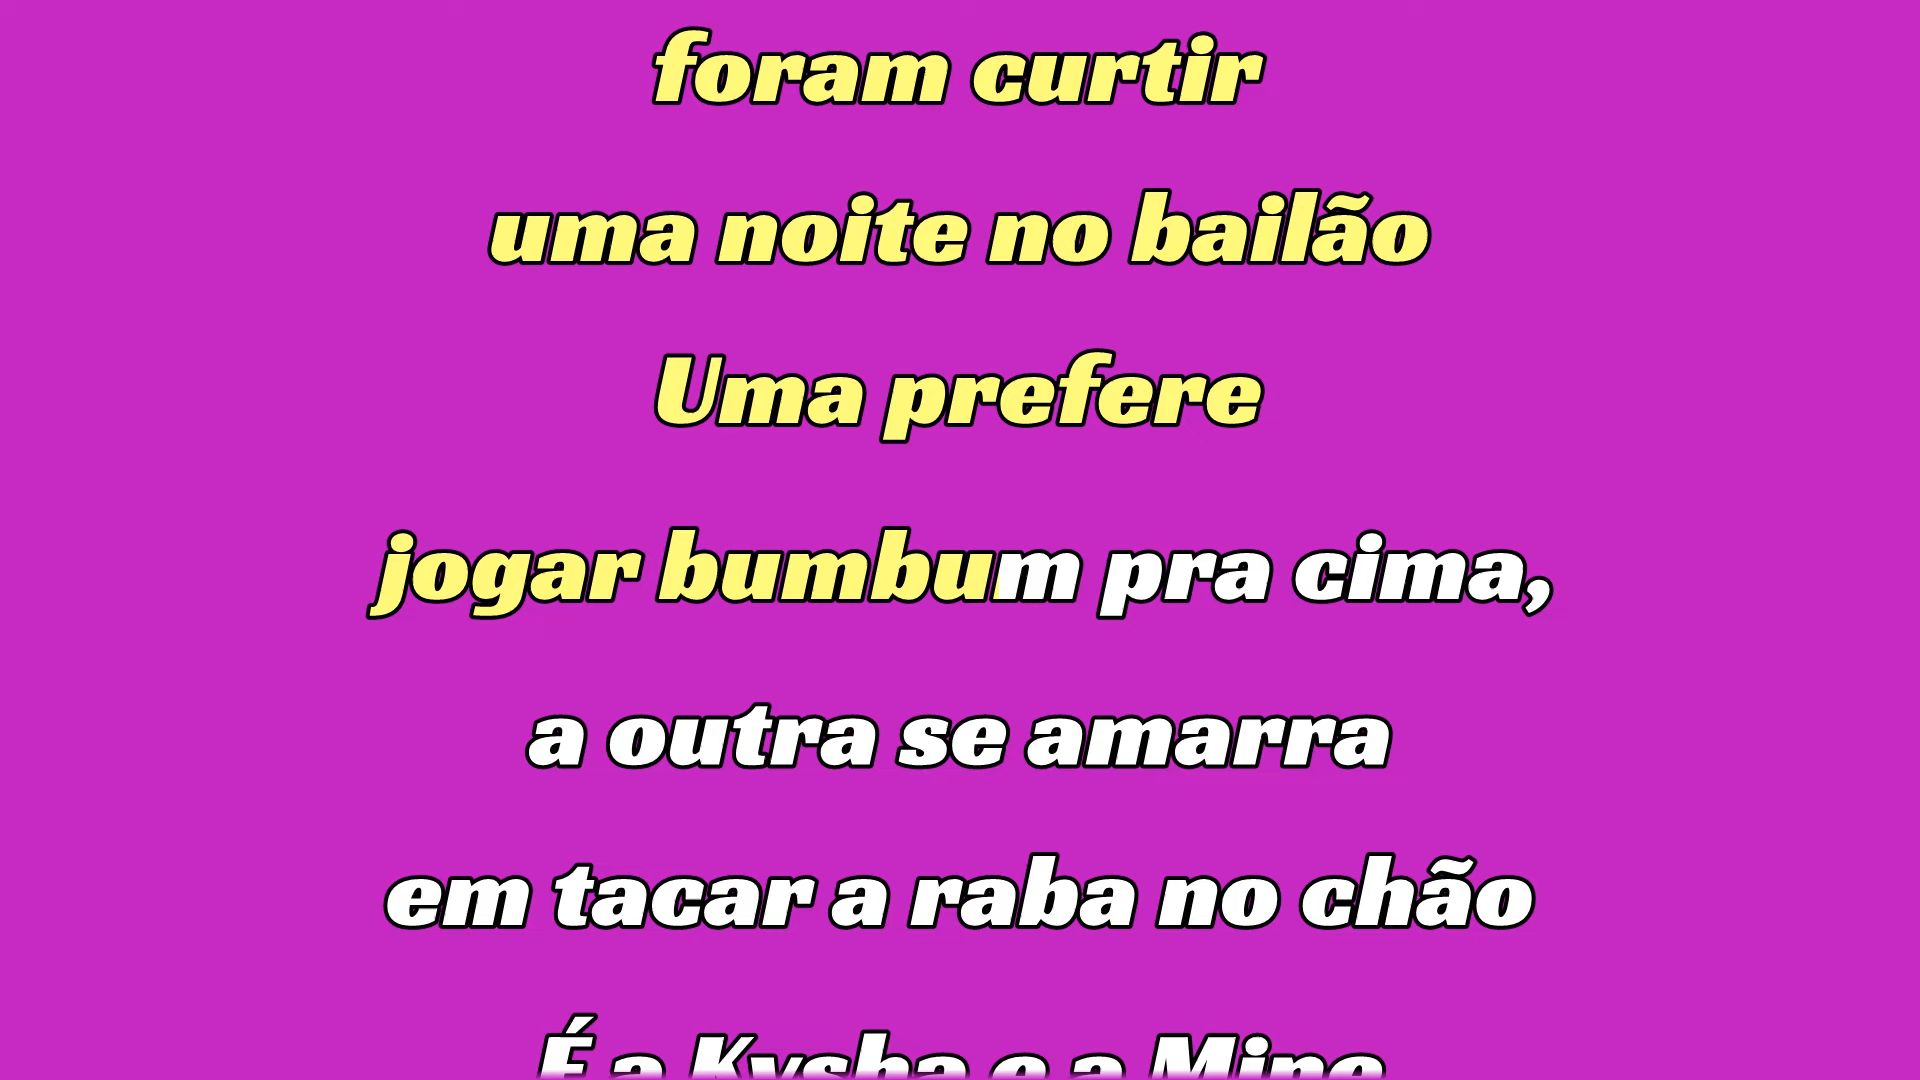 foram curtir
uma noite no bailão
Uma prefere
jogar bumbum pra cima,
a outra se amarra
em tacar a raba no chão
É a Kysha e a